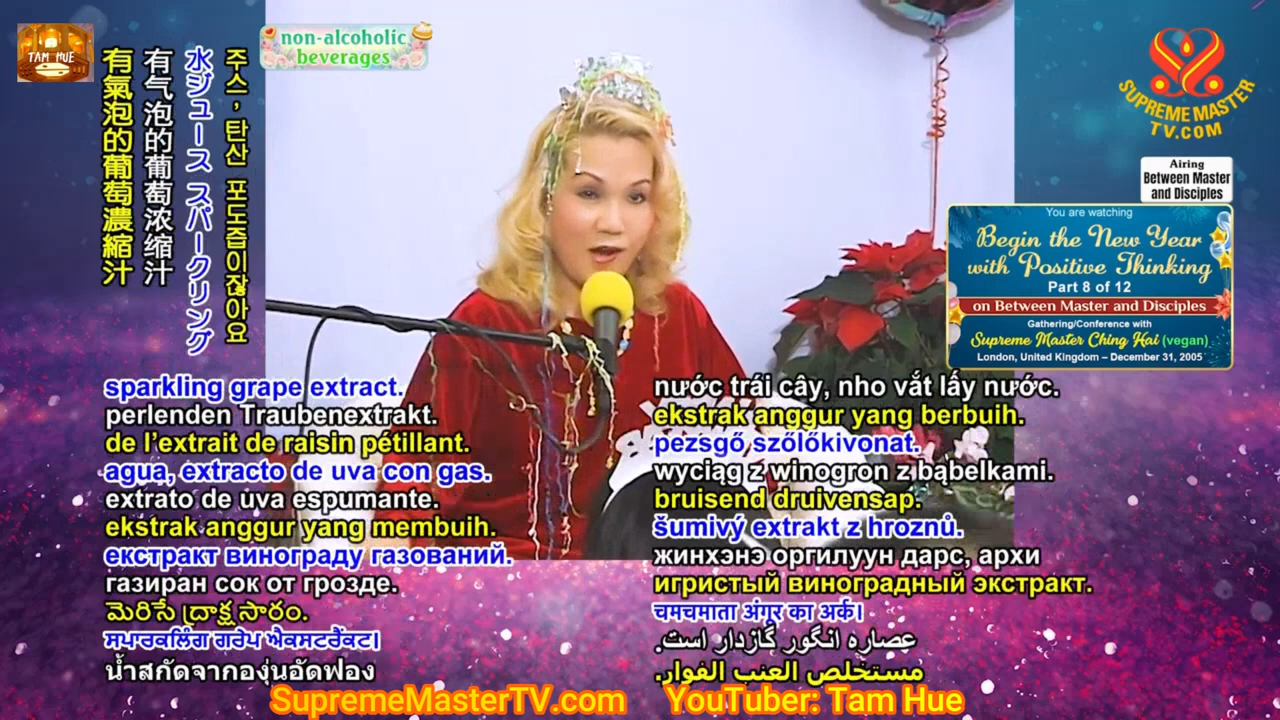 TAM HUE
non-alcoholic
beverages
주스, 탄산 포도즙이잖아요
水ジュース スパークリング
有气泡的葡萄浓缩汁
有氣泡的葡萄濃縮汁
SUPREME MASTER
TV.COM
Airing
Between Master
and Disciples
You are watching
Begin the New Year
with Positive Thinking
Part 8 of 12
on Between Master and Disciples
Gathering/Conference with
Supreme Master Ching Hai (vegan)
London, United Kingdom – December 31, 2005
sparkling grape extract.
perlenden Traubenextrakt.
de l’extrait de raisin pétillant.
agua, extracto de uva con gas.
extrato de uva espumante.
ekstrak anggur yang membuih.
екстракт винограду газований.
газиран сок от грозде.
మెరిసే ద్రాక్ష సారం.
ਸਪਾਰਕਲਿੰਗ ਗਰੇਪ ਐਕਸਟਰੈਕਟ।
น้ำสกัดจากองุ่นอัดฟอง
nước trái cây, nho vắt lấy nước.
ekstrak anggur yang berbuih.
pezsgő szőlőkivonat.
wyciąg z winogron z bąbelkami.
bruisend druivensap.
šumivý extrakt z hroznů.
жинхэнэ оргилуун дарс, архи
игристый виноградный экстракт.
चमचमाता अंगूर का अर्क।
عصاره انگور گازدار است.
مستخلص العنب الفوار.
SupremeMasterTV.com
YouTuber: Tam Hue